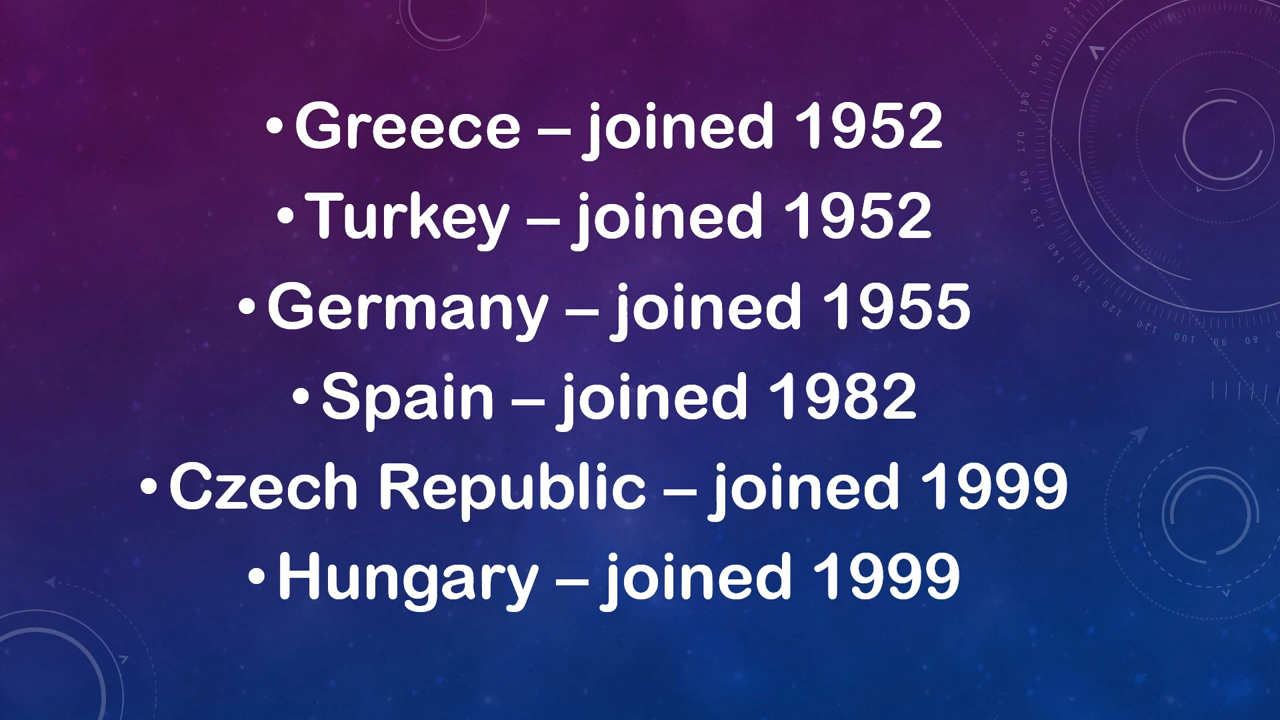 • Greece – joined 1952
• Turkey – joined 1952
• Germany – joined 1955
• Spain – joined 1982
• Czech Republic – joined 1999
• Hungary – joined 1999